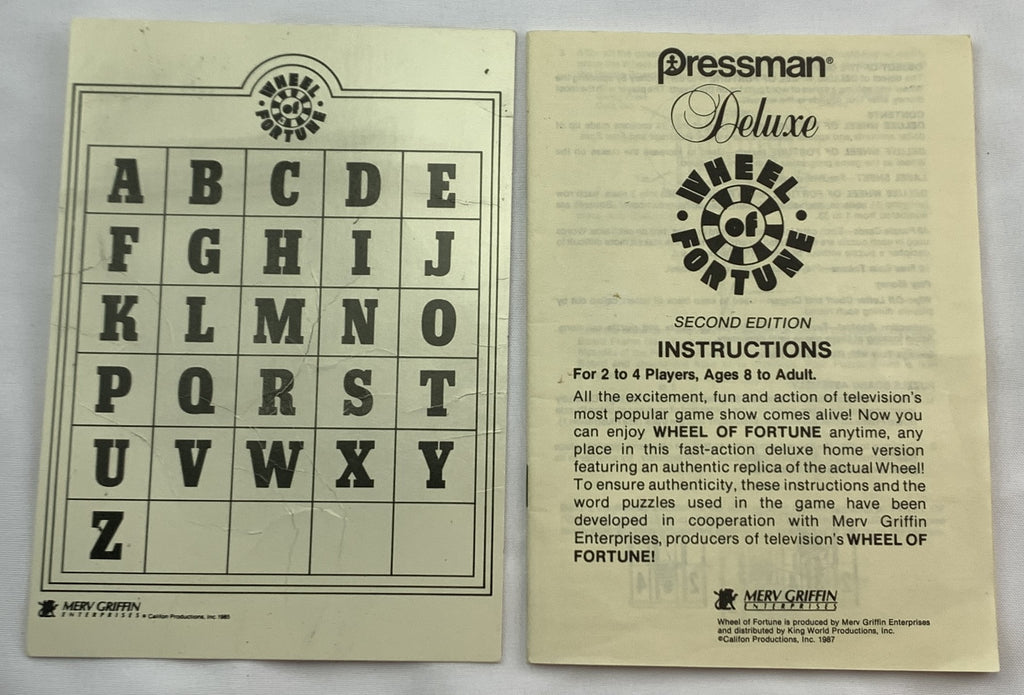 WHEEL
of
FORTUNE
A B C D E
F G H I J
K L M N O
P Q R S T
U V W X Y
Z
MERV GRIFFIN
ENTERPRISES © Califon Productions, Inc 1985
Pressman®
Deluxe
WHEEL
of
FORTUNE
SECOND EDITION
INSTRUCTIONS
For 2 to 4 Players, Ages 8 to Adult.
All the excitement, fun and action of television's
most popular game show comes alive! Now you
can enjoy WHEEL OF FORTUNE anytime, any
place in this fast-action deluxe home version
featuring an authentic replica of the actual Wheel!
To ensure authenticity, these instructions and the
word puzzles used in the game have been
developed in cooperation with Merv Griffin
Enterprises, producers of television's WHEEL OF
FORTUNE!
MERV GRIFFIN
ENTERPRISES
Wheel of Fortune is produced by Merv Griffin Enterprises
and distributed by King World Productions, Inc.
©Califon Productions, Inc. 1987